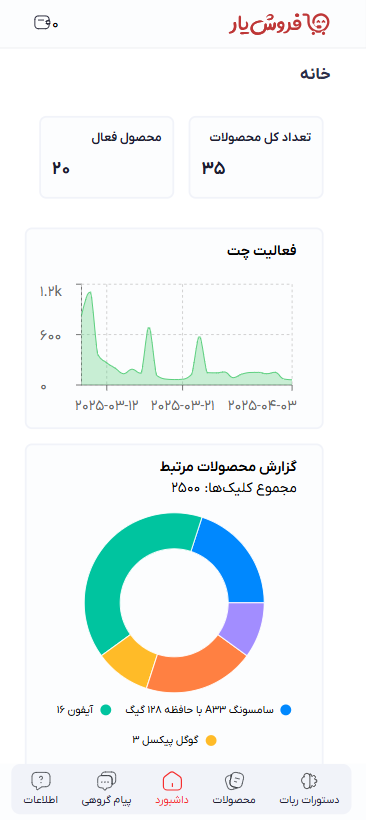 فروش‌یار
۰
خانه
تعداد کل محصولات
۳۵
محصول فعال
۲۰
فعالیت چت
۱.۲k
۶۰۰
۰
۲۰۲۵-۰۳-۱۲ ۲۰۲۵-۰۳-۲۱ ۲۰۲۵-۰۴-۰۳
گزارش محصولات مرتبط
مجموع کلیک‌ها: ۲۵۰۰
سامسونگ A۳۳ با حافظه ۱۲۸ گیگ
آیفون ۱۶
گوگل پیکسل ۳
دستورات ربات
محصولات
داشبورد
پیام گروهی
اطلاعات